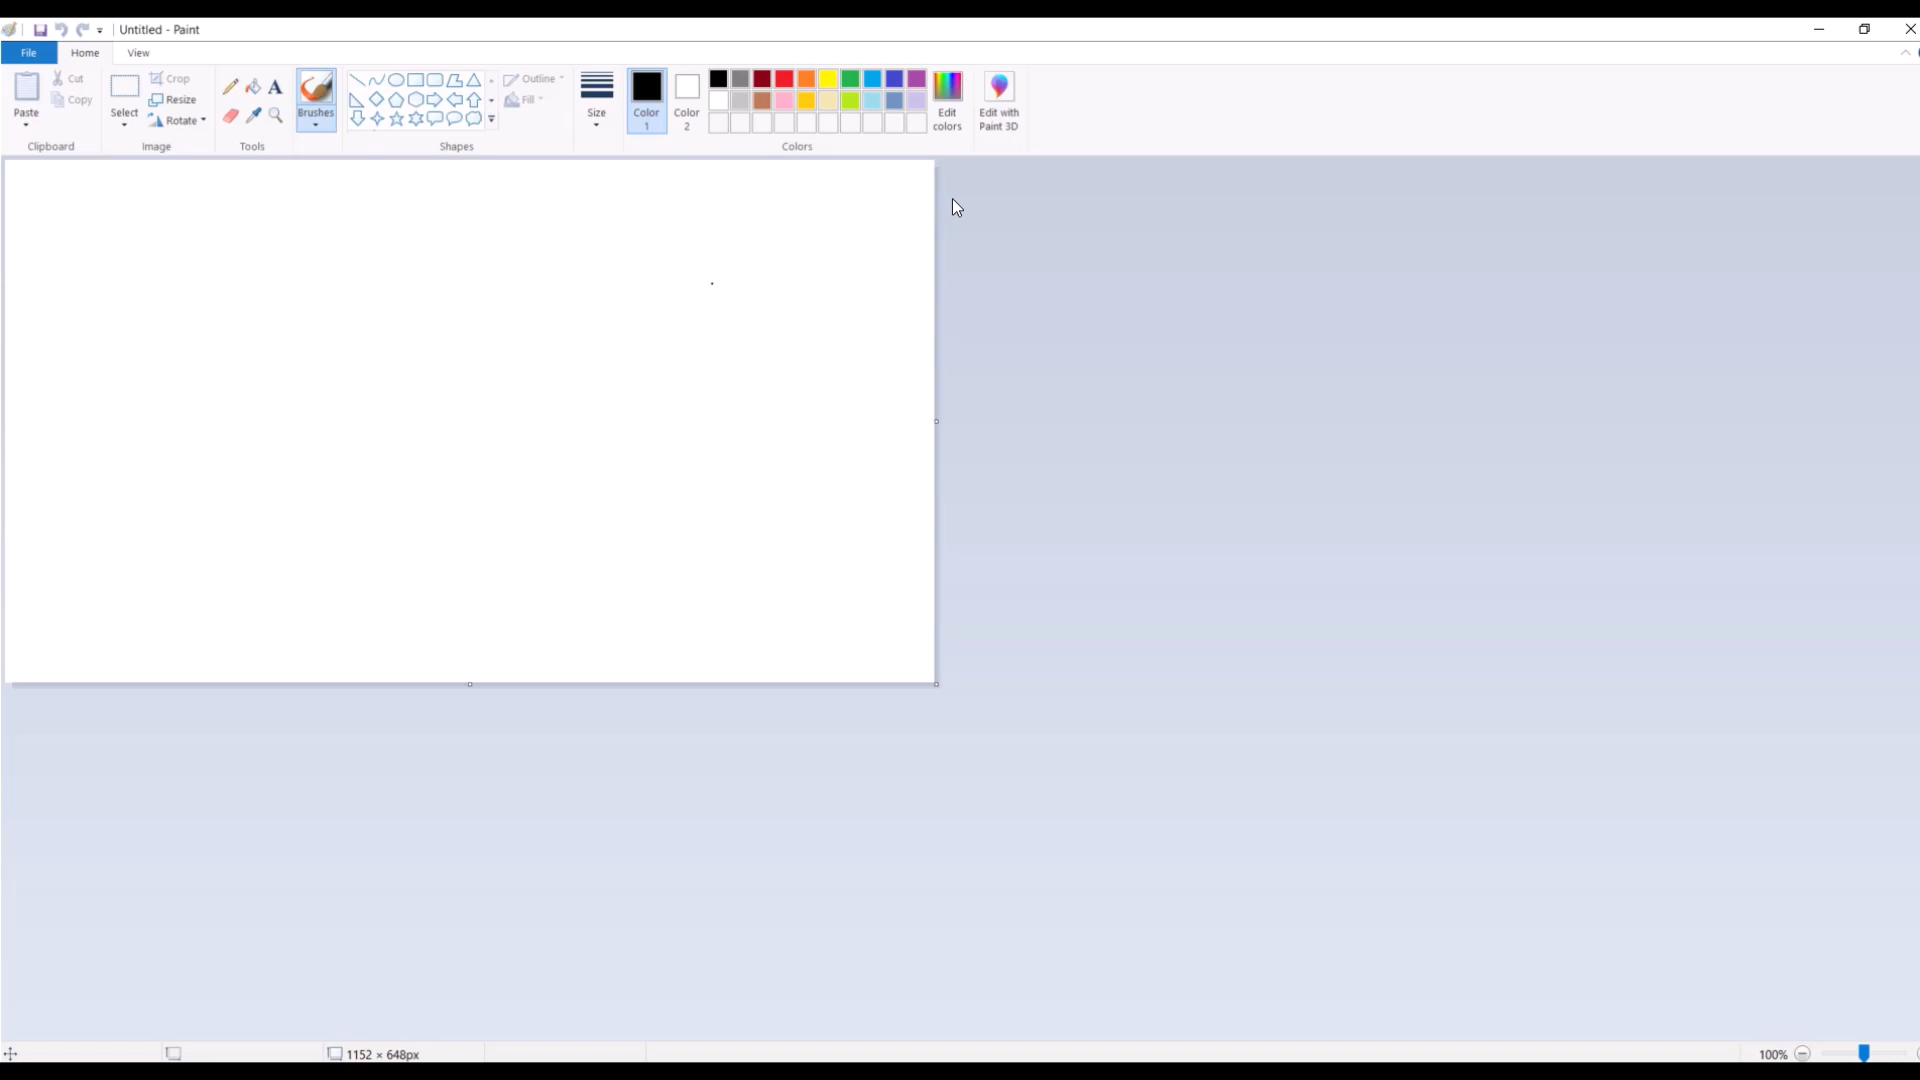 Untitled - Paint
File Home View
Paste
Cut
Copy
Clipboard
Select
Crop
Resize
Rotate
Image
A
Tools
Brushes
Shapes
Outline
Fill
Size
Color 1
Color 2
Colors
Edit colors
Edit with Paint 3D
1152 × 648px
100%